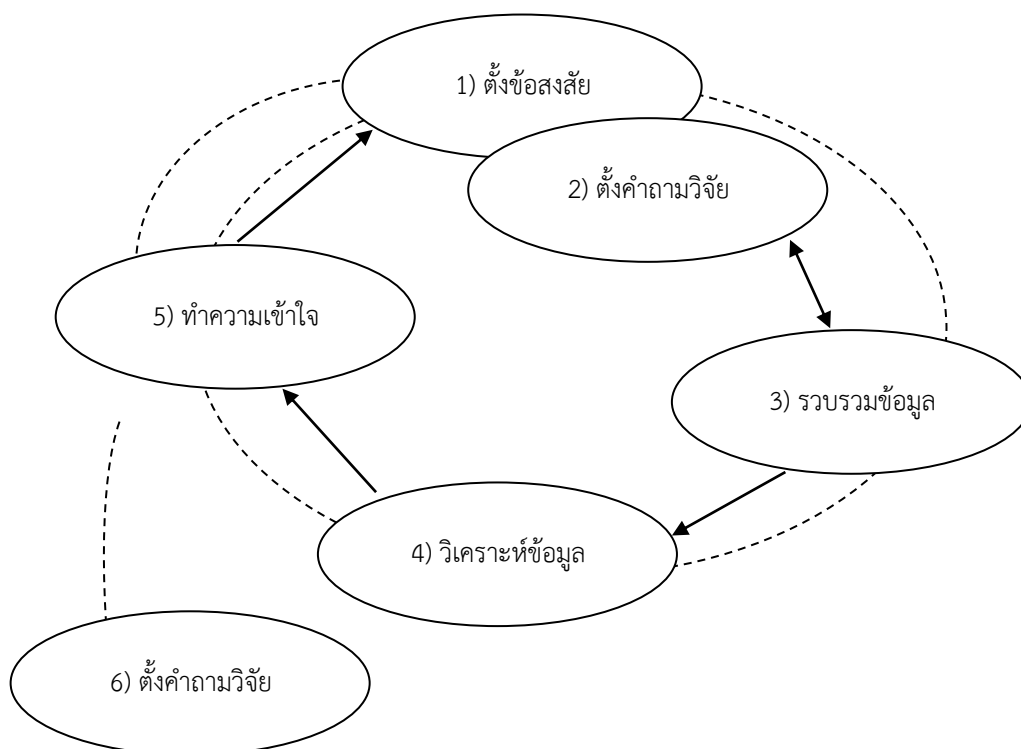 1) ตั้งข้อสงสัย
2) ตั้งคำถามวิจัย
5) ทำความเข้าใจ
3) รวบรวมข้อมูล
4) วิเคราะห์ข้อมูล
6) ตั้งคำถามวิจัย